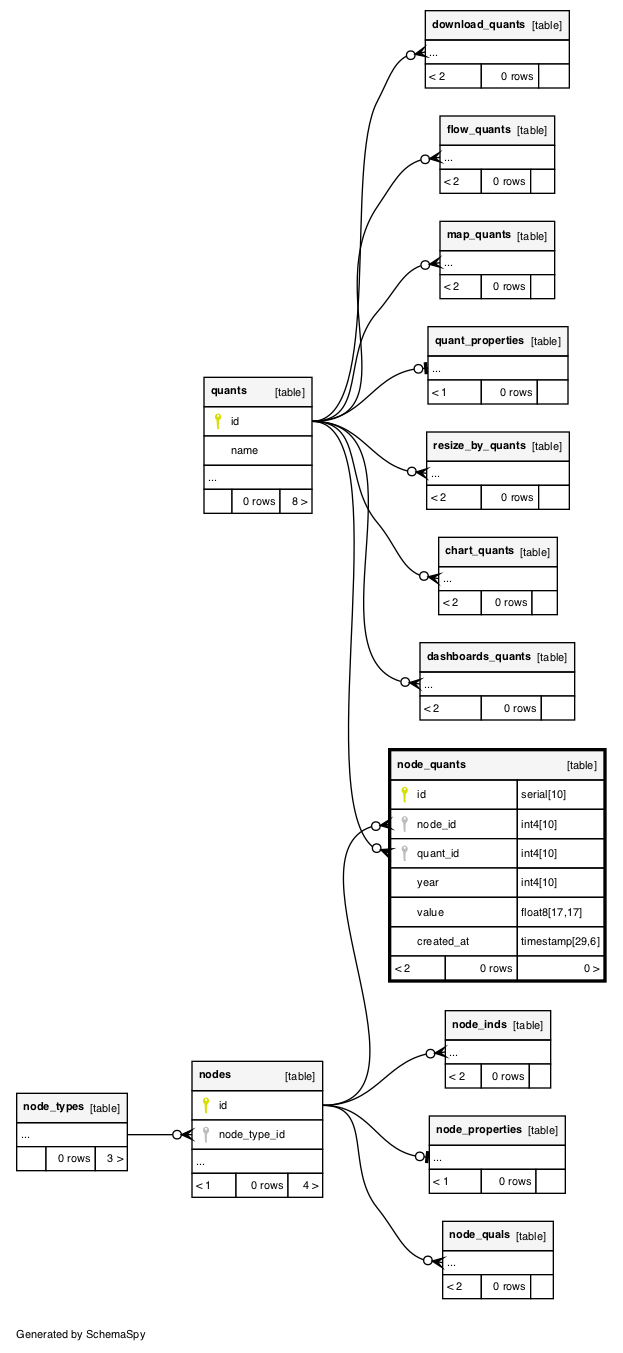 download_quants [table]
...
< 2 0 rows
flow_quants [table]
...
< 2 0 rows
map_quants [table]
...
< 2 0 rows
quant_properties [table]
...
< 1 0 rows
quants [table]
id
name
...
0 rows 8 >
resize_by_quants [table]
...
< 2 0 rows
chart_quants [table]
...
< 2 0 rows
dashboards_quants [table]
...
< 2 0 rows
node_quants [table]
id serial[10]
node_id int4[10]
quant_id int4[10]
year int4[10]
value float8[17,17]
created_at timestamp[29,6]
< 2 0 rows 0 >
node_inds [table]
...
< 2 0 rows
nodes [table]
id
node_type_id
...
< 1 0 rows 4 >
node_types [table]
...
0 rows 3 >
node_properties [table]
...
< 1 0 rows
node_quals [table]
...
< 2 0 rows
Generated by SchemaSpy